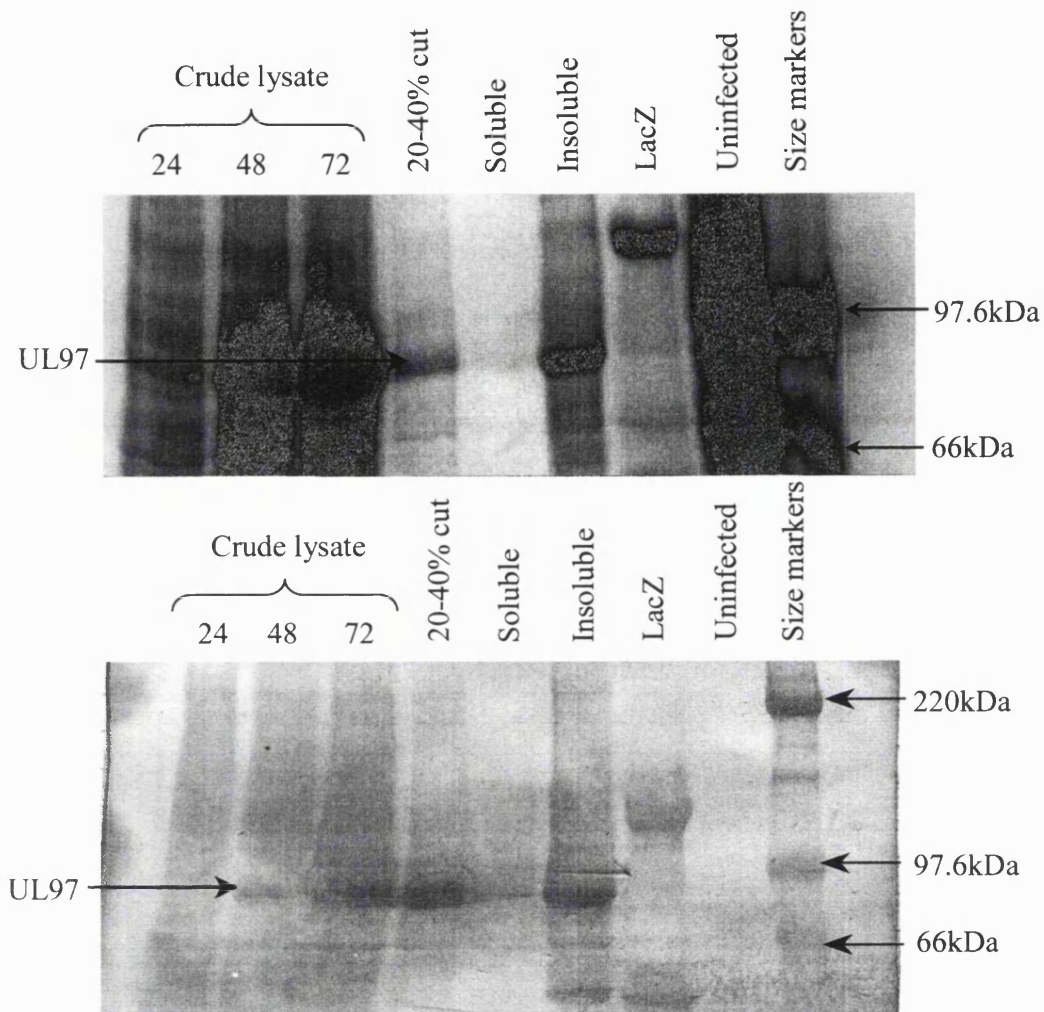 Crude lysate
24 48 72 20-40% cut Soluble Insoluble LacZ Uninfected Size markers
UL97
97.6kDa
66kDa
Crude lysate
24 48 72 20-40% cut Soluble Insoluble LacZ Uninfected Size markers
220kDa
UL97
97.6kDa
66kDa